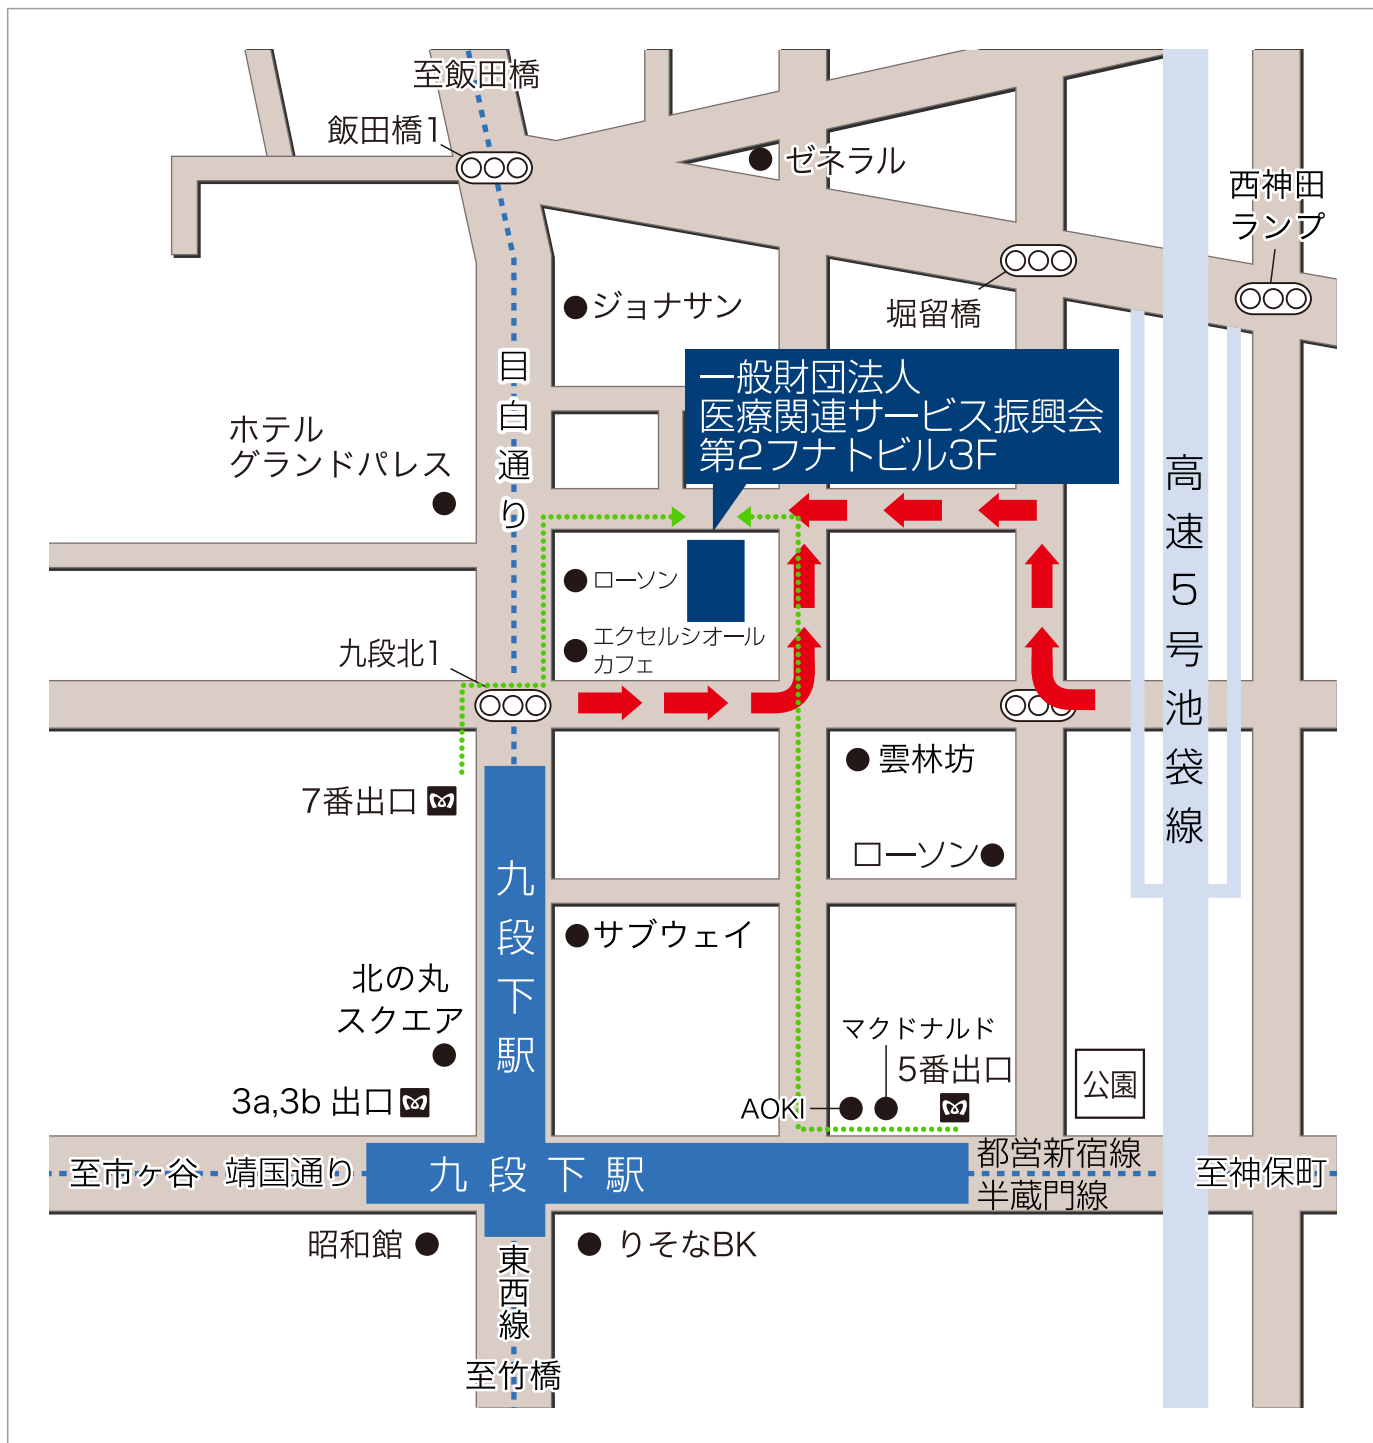 至飯田橋
飯田橋1
ゼネラル
西神田
ランプ
ジョナサン
堀留橋
目白通り
一般財団法人
医療関連サービス振興会
第2フナトビル3F
ホテル
グランドパレス
高速5号池袋線
ローソン
エクセルシオール
カフェ
九段北1
雲林坊
7番出口
ローソン
九段下駅
サブウェイ
北の丸
スクエア
マクドナルド
5番出口
公園
3a,3b 出口
AOKI
至市ヶ谷 靖国通り
九段下駅
都営新宿線
半蔵門線
至神保町
昭和館
りそなBK
東西線
至竹橋